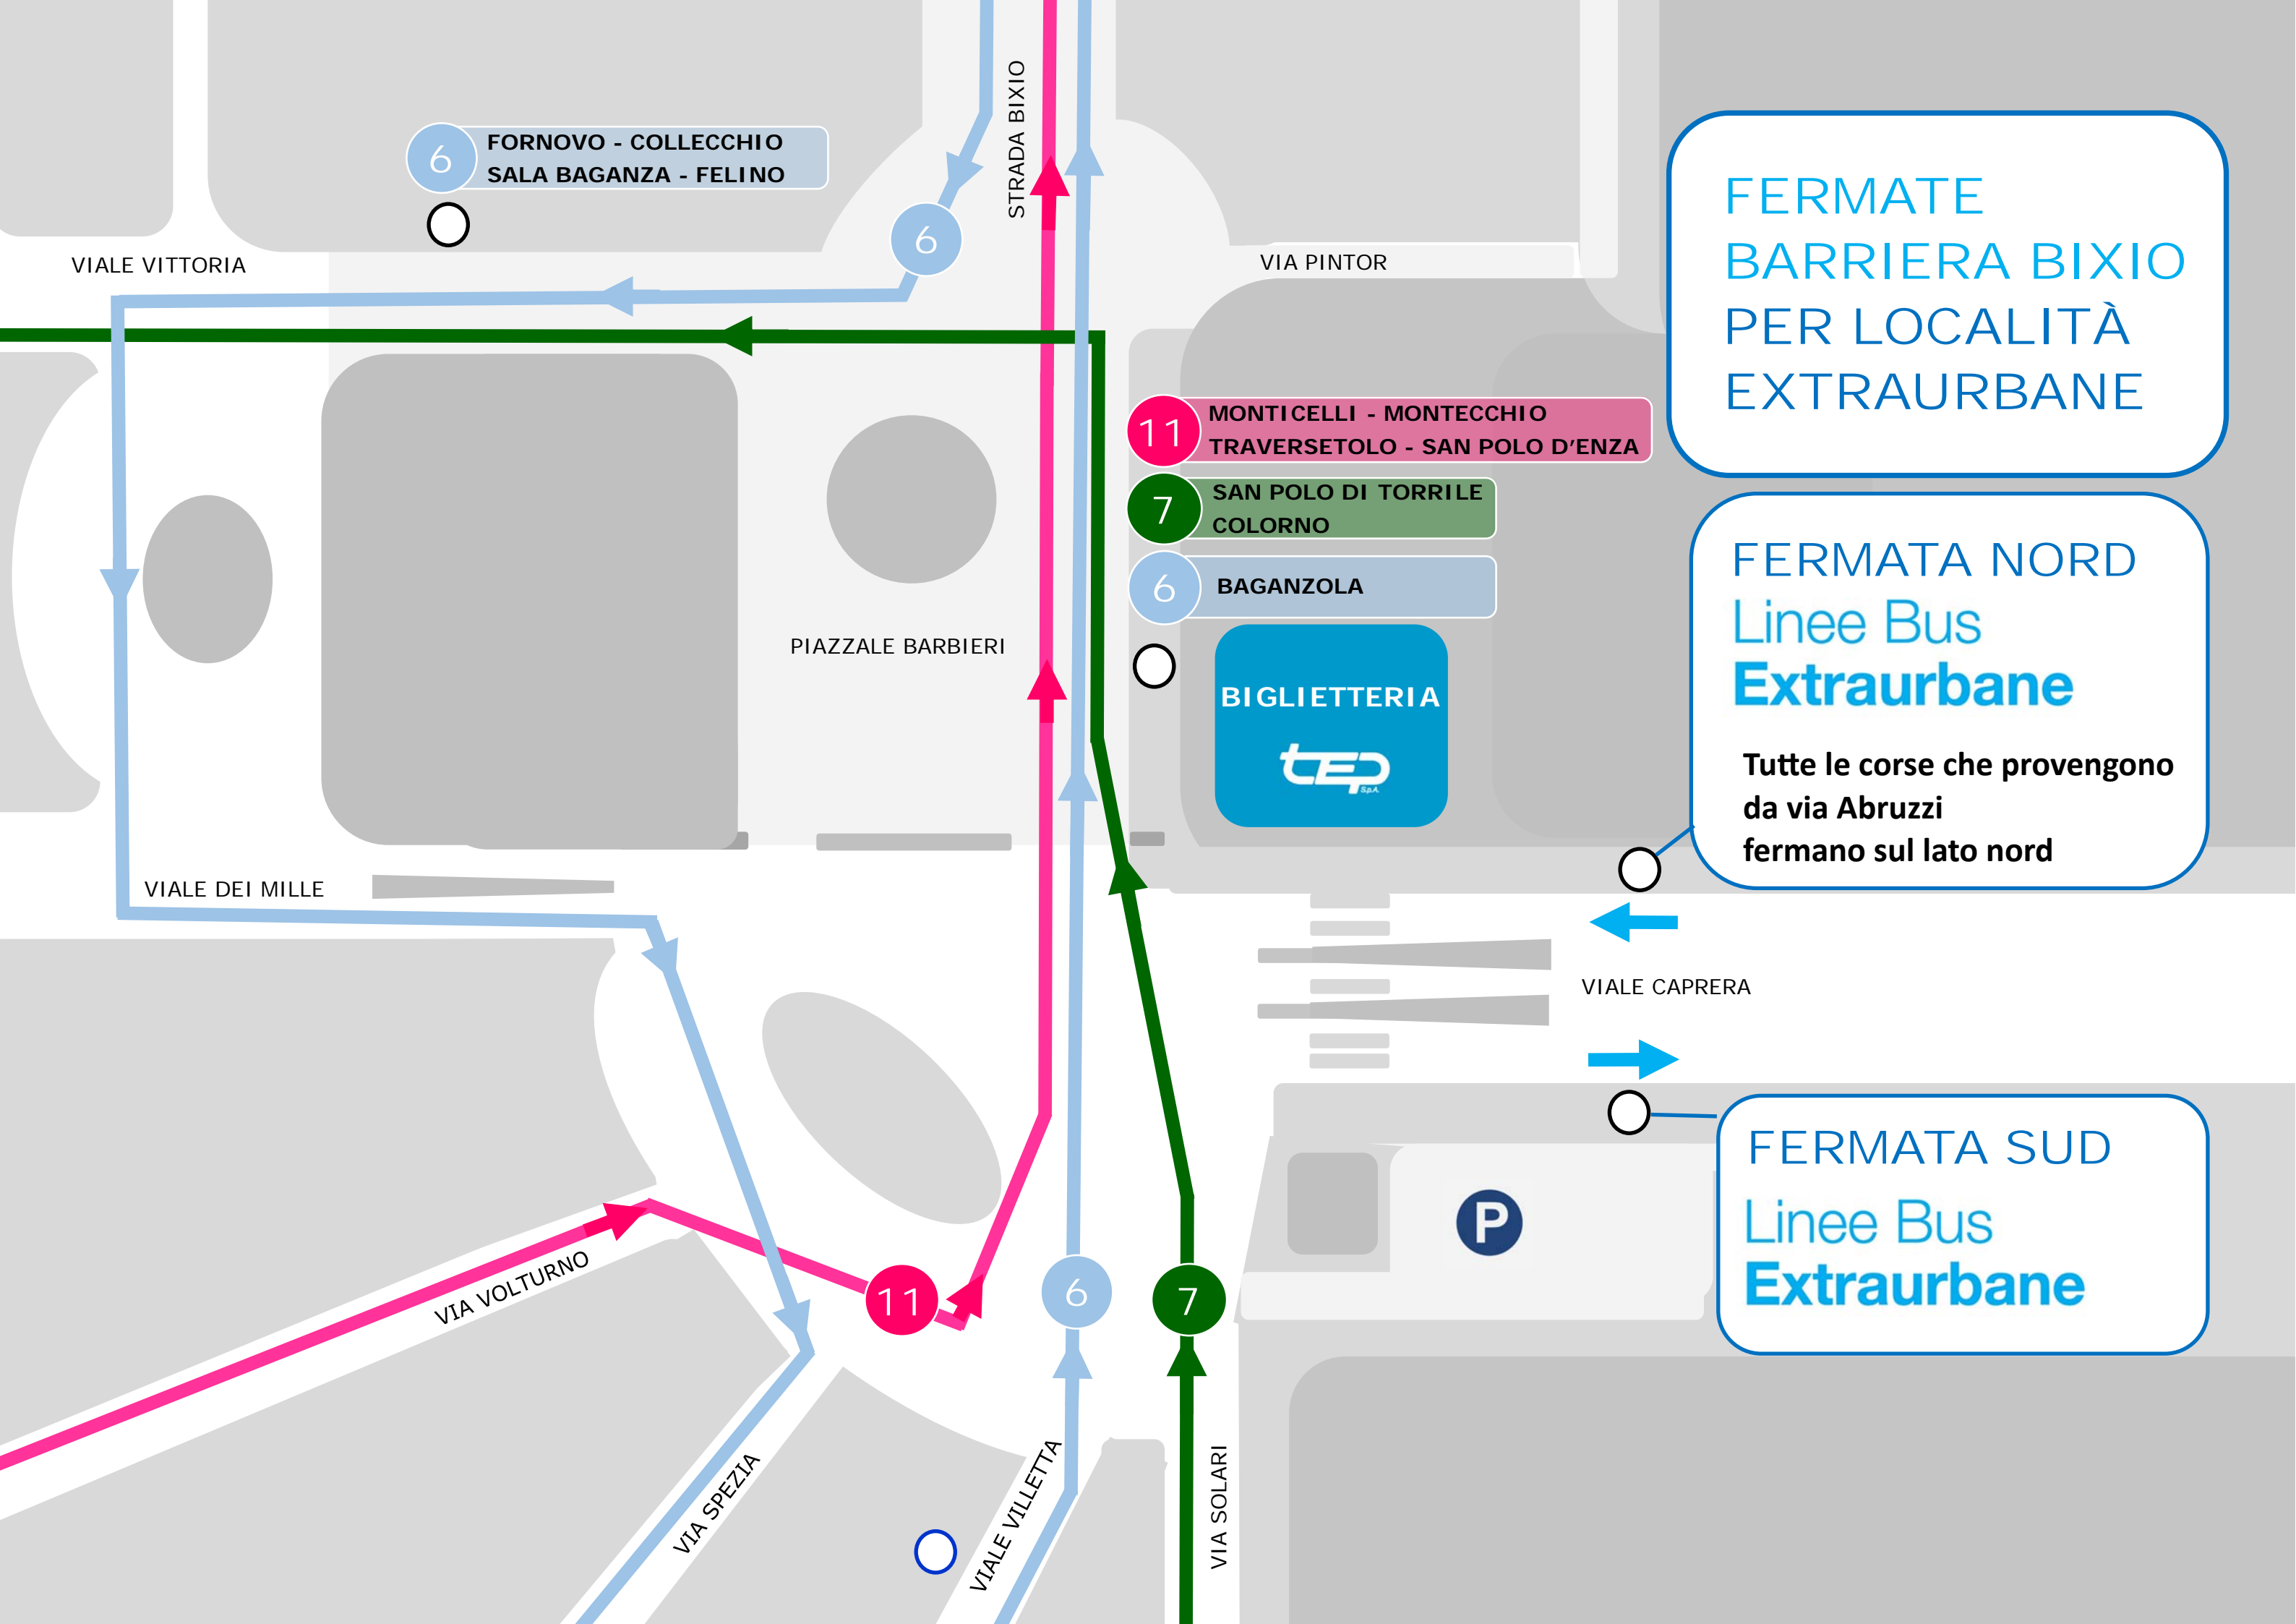 STRADA BIXIO
6
FORNOVO - COLLECCHIO
SALA BAGANZA - FELINO
6
VIALE VITTORIA
VIA PINTOR
FERMATE
BARRIERA BIXIO
PER LOCALITÀ
EXTRAURBANE
11
MONTICELLI - MONTECCHIO
TRAVERSETOLO - SAN POLO D’ENZA
7
SAN POLO DI TORRILE
COLORNO
6
BAGANZOLA
PIAZZALE BARBIERI
BIGLIETTERIA
tep
S.p.A.
FERMATA NORD
Linee Bus
Extraurbane
Tutte le corse che provengono
da via Abruzzi
fermano sul lato nord
VIALE DEI MILLE
VIALE CAPRERA
FERMATA SUD
Linee Bus
Extraurbane
P
VIA VOLTURNO
11
6
7
VIA SPEZIA
VIALE VILLETTA
VIA SOLARI